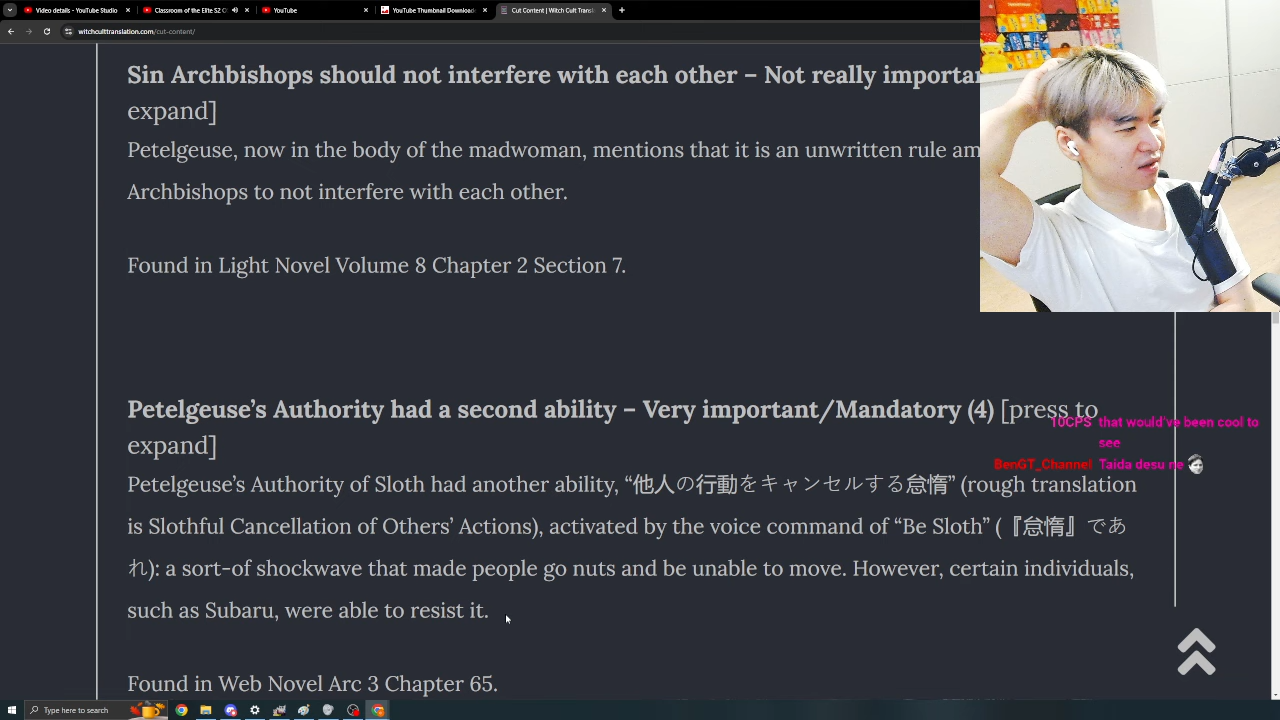 Video details - YouTube Studio
Classroom of the Elite S2 C
YouTube
YouTube Thumbnail Download
Cut Content | Witch Cult Transl
witchculttranslation.com/cut-content/
Sin Archbishops should not interfere with each other – Not really importan
expand]
Petelgeuse, now in the body of the madwoman, mentions that it is an unwritten rule am
Archbishops to not interfere with each other.
Found in Light Novel Volume 8 Chapter 2 Section 7.
Petelgeuse’s Authority had a second ability – Very important/Mandatory (4) [press to
expand]
10CPS that would've been cool to
see
BenGT_Channel Taida desu ne
Petelgeuse’s Authority of Sloth had another ability, “他人の行動をキャンセルする怠惰” (rough translation
is Slothful Cancellation of Others’ Actions), activated by the voice command of “Be Sloth” (『怠惰』であ
れ): a sort-of shockwave that made people go nuts and be unable to move. However, certain individuals,
such as Subaru, were able to resist it.
Found in Web Novel Arc 3 Chapter 65.
Type here to search